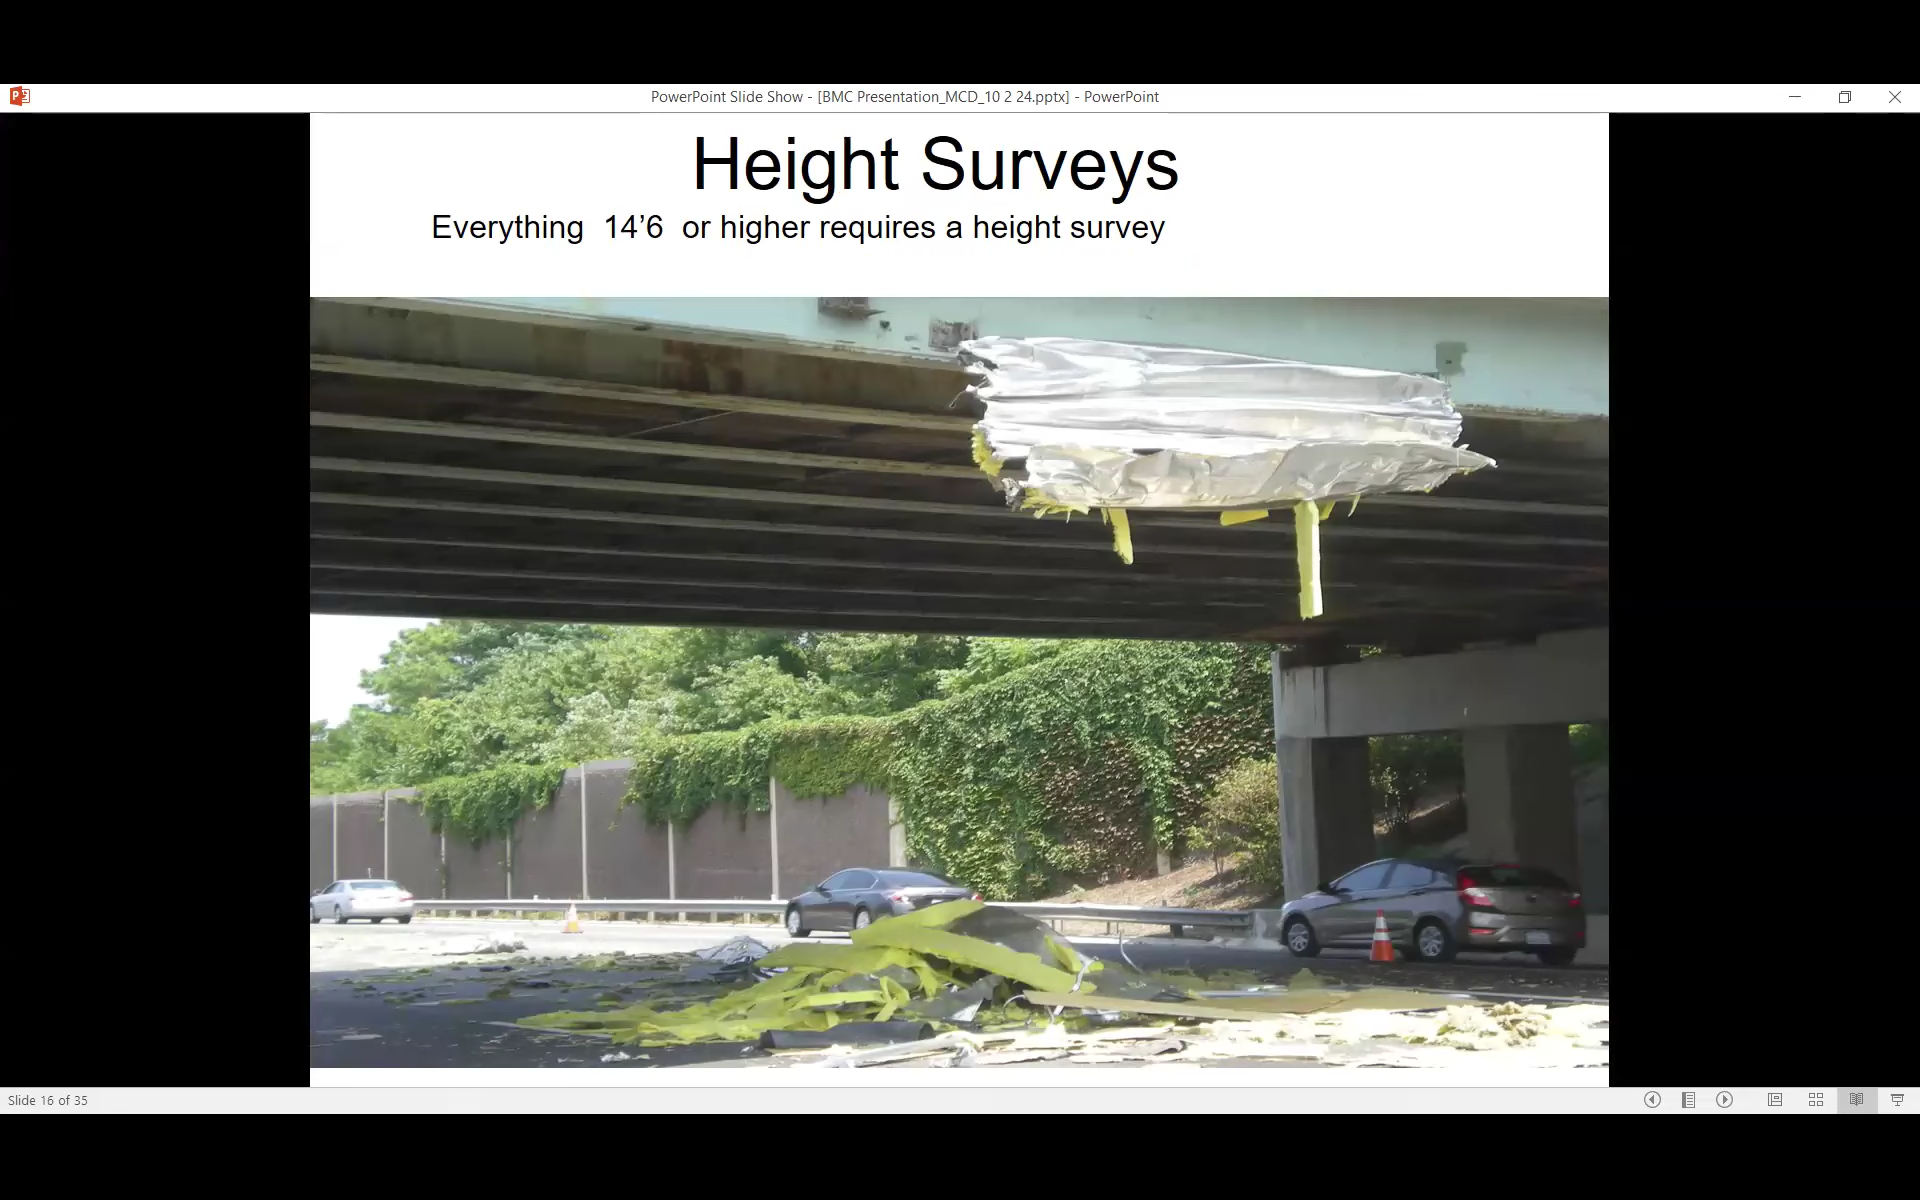 PowerPoint Slide Show - [BMC Presentation_MCD_10 2 24.pptx] - PowerPoint
Height Surveys
Everything 14’6 or higher requires a height survey
Slide 16 of 35